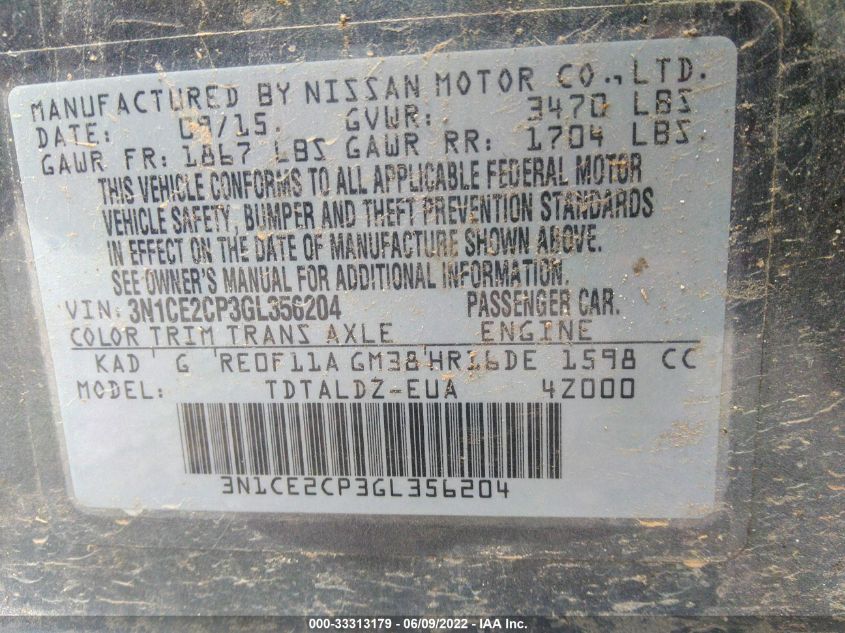 MANUFACTURED BY NISSAN MOTOR CO., LTD.
DATE: 09/15. GVWR: 3470 LBS
GAWR FR: 1867 LBS GAWR RR: 1704 LBS
THIS VEHICLE CONFORMS TO ALL APPLICABLE FEDERAL MOTOR
VEHICLE SAFETY, BUMPER AND THEFT PREVENTION STANDARDS
IN EFFECT ON THE DATE OF MANUFACTURE SHOWN ABOVE.
SEE OWNER'S MANUAL FOR ADDITIONAL INFORMATION.
VIN: 3N1CE2CP3GL356204 PASSENGER CAR.
COLOR TRIM TRANS AXLE ENGINE
KAD G RE0F11A GM38 HR16DE 1598 CC
MODEL: TDTALDZ-EUA 4Z000
3N1CE2CP3GL356204
000-33313179 - 06/09/2022 - IAA Inc.